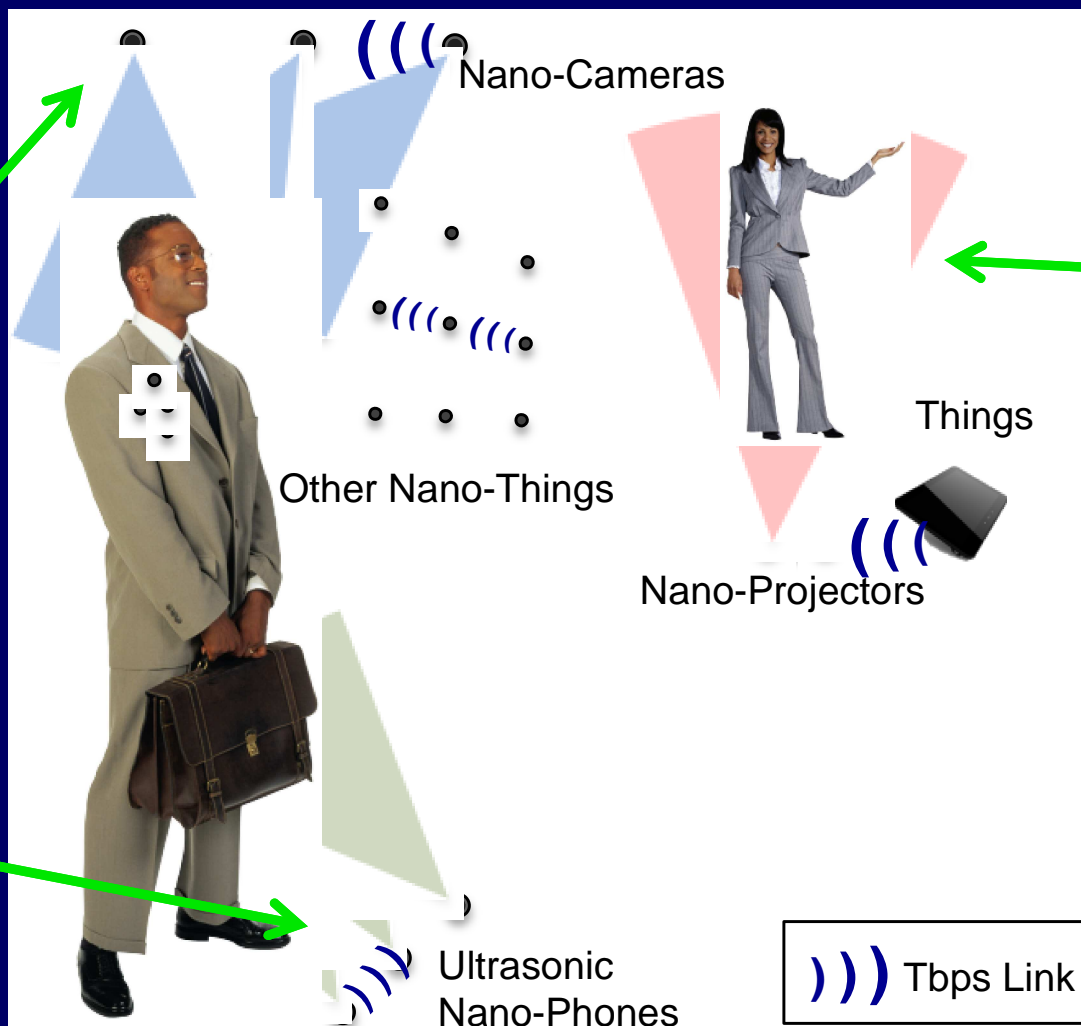 Nano-Cameras
Things
Other Nano-Things
Nano-Projectors
Ultrasonic
Nano-Phones
Tbps Link